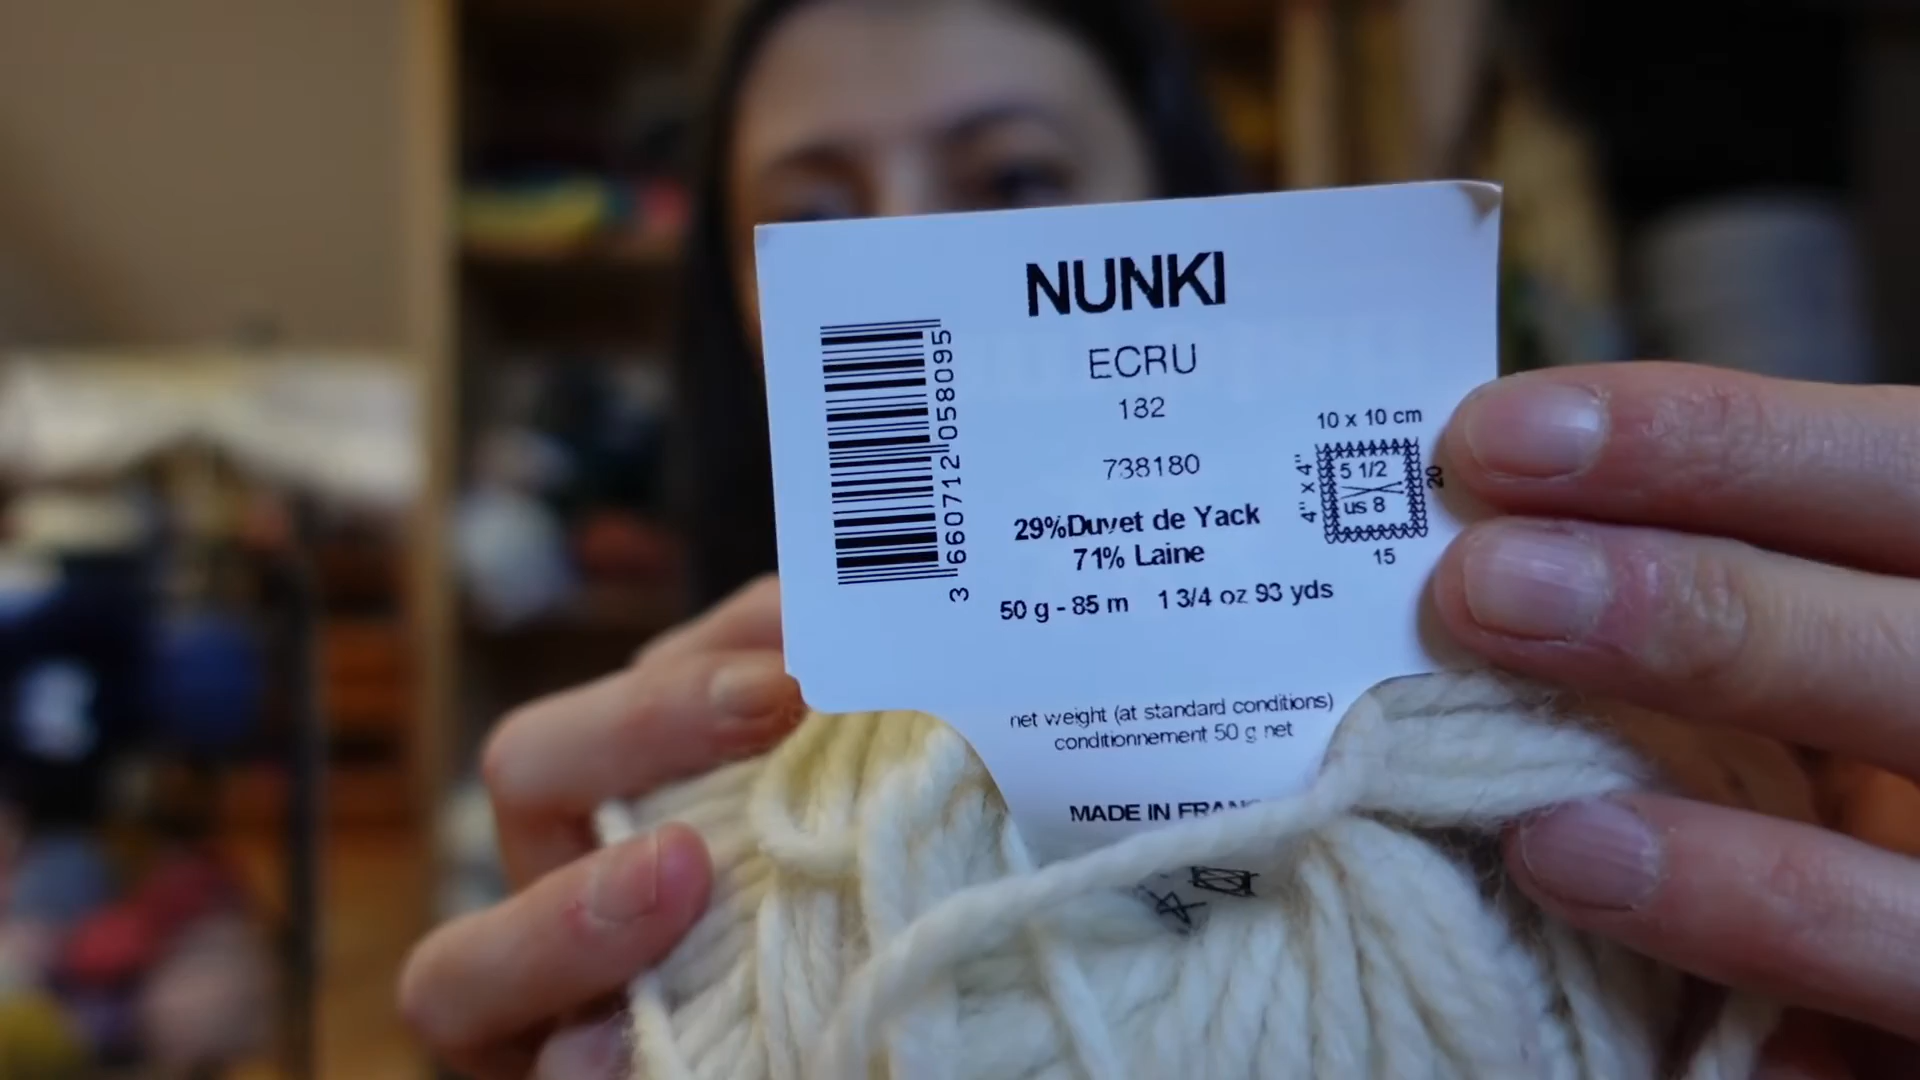 NUNKI
ECRU
182
738180
29%Duvet de Yack
71% Laine
50 g - 85 m 1 3/4 oz 93 yds
3 660712 058095
10 x 10 cm
4" x 4"
5 1/2
us 8
20
15
net weight (at standard conditions)
conditionnement 50 g net
MADE IN